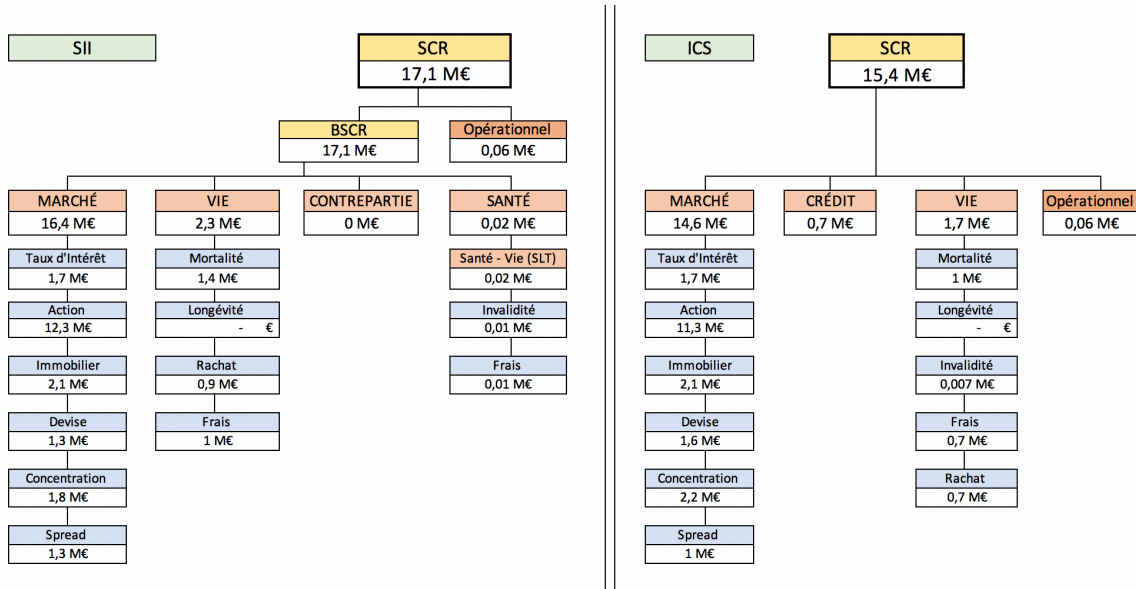 SII
SCR
17,1 M€
BSCR
17,1 M€
Opérationnel
0,06 M€
MARCHÉ
16,4 M€
Taux d'Intérêt
1,7 M€
Action
12,3 M€
Immobilier
2,1 M€
Devise
1,3 M€
Concentration
1,8 M€
Spread
1,3 M€
VIE
2,3 M€
Mortalité
1,4 M€
Longévité
- €
Rachat
0,9 M€
Frais
1 M€
CONTREPARTIE
0 M€
SANTÉ
0,02 M€
Santé - Vie (SLT)
0,02 M€
Invalidité
0,01 M€
Frais
0,01 M€
ICS
SCR
15,4 M€
MARCHÉ
14,6 M€
Taux d'Intérêt
1,7 M€
Action
11,3 M€
Immobilier
2,1 M€
Devise
1,6 M€
Concentration
2,2 M€
Spread
1 M€
CRÉDIT
0,7 M€
VIE
1,7 M€
Mortalité
1 M€
Longévité
- €
Invalidité
0,007 M€
Frais
0,7 M€
Rachat
0,7 M€
Opérationnel
0,06 M€